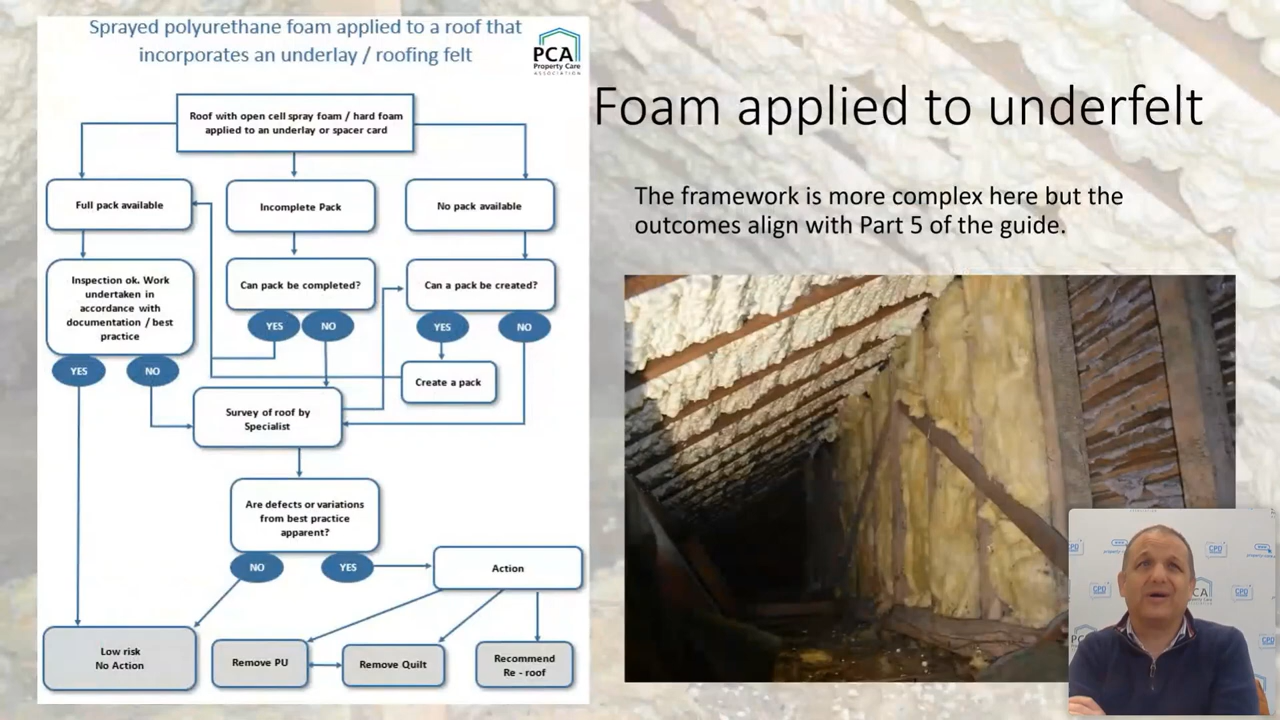 Sprayed polyurethane foam applied to a roof that
incorporates an underlay / roofing felt
PCA
Property Care
ASSOCIATION
Roof with open cell spray foam / hard foam
applied to an underlay or spacer card
Full pack available
Incomplete Pack
No pack available
Inspection ok. Work
undertaken in
accordance with
documentation / best
practice
Can pack be completed?
Can a pack be created?
YES
NO
YES
NO
YES
NO
Create a pack
Survey of roof by
Specialist
Are defects or variations
from best practice
apparent?
NO
YES
Action
Low risk
No Action
Remove PU
Remove Quilt
Recommend
Re - roof
Foam applied to underfelt
The framework is more complex here but the
outcomes align with Part 5 of the guide.
CPD
CPD
CPD
CPD